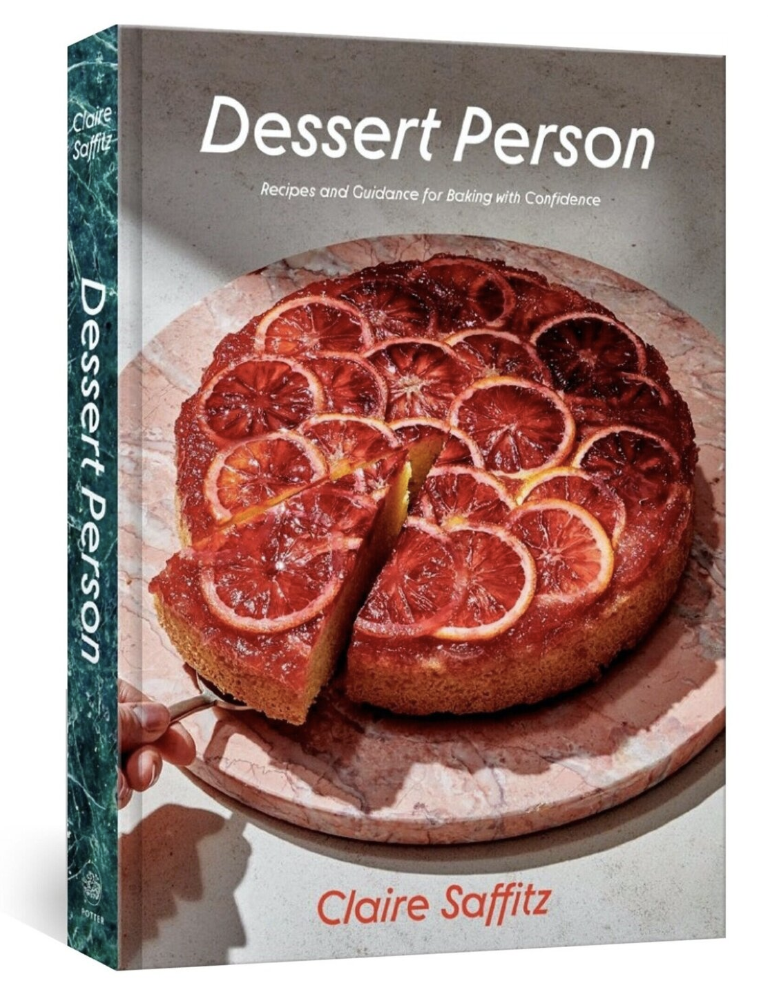 Claire
Saffitz
Dessert Person
POTTER
Dessert Person
Recipes and Guidance for Baking with Confidence
Claire Saffitz